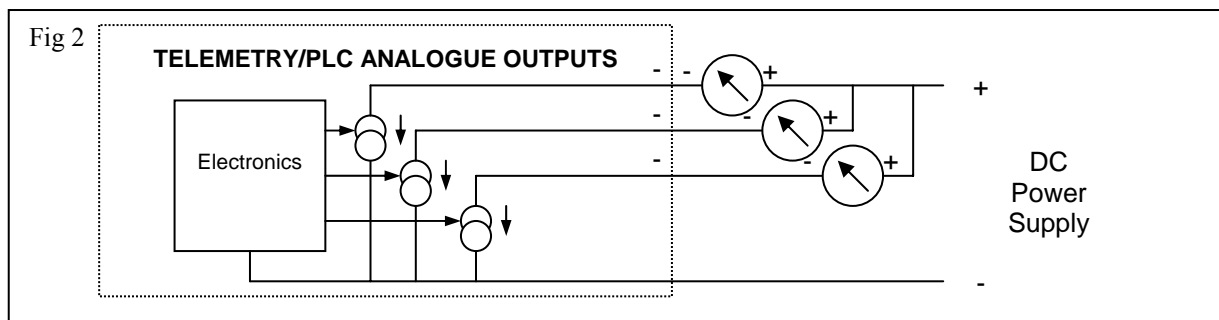 Fig 2
TELEMETRY/PLC ANALOGUE OUTPUTS
- - +
+
- - +
Electronics
- - +
DC
Power
Supply
-